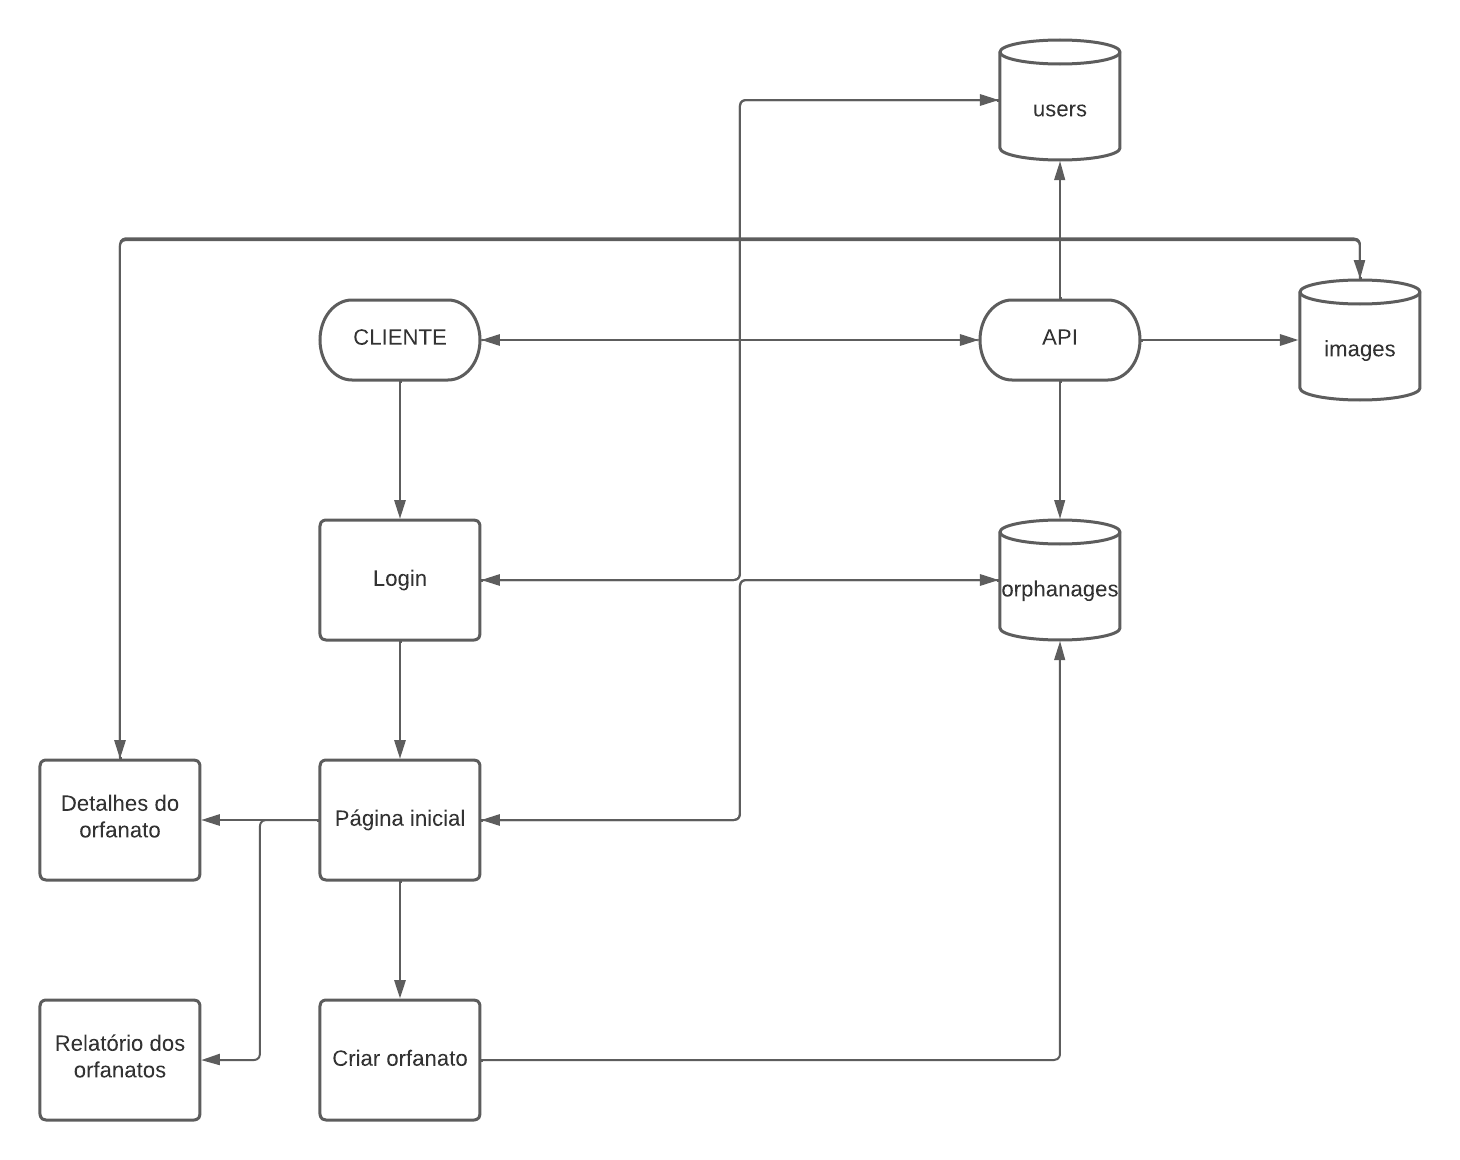 users
CLIENTE
API
images
Login
orphanages
Detalhes do
orfanato
Página inicial
Relatório dos
orfanatos
Criar orfanato